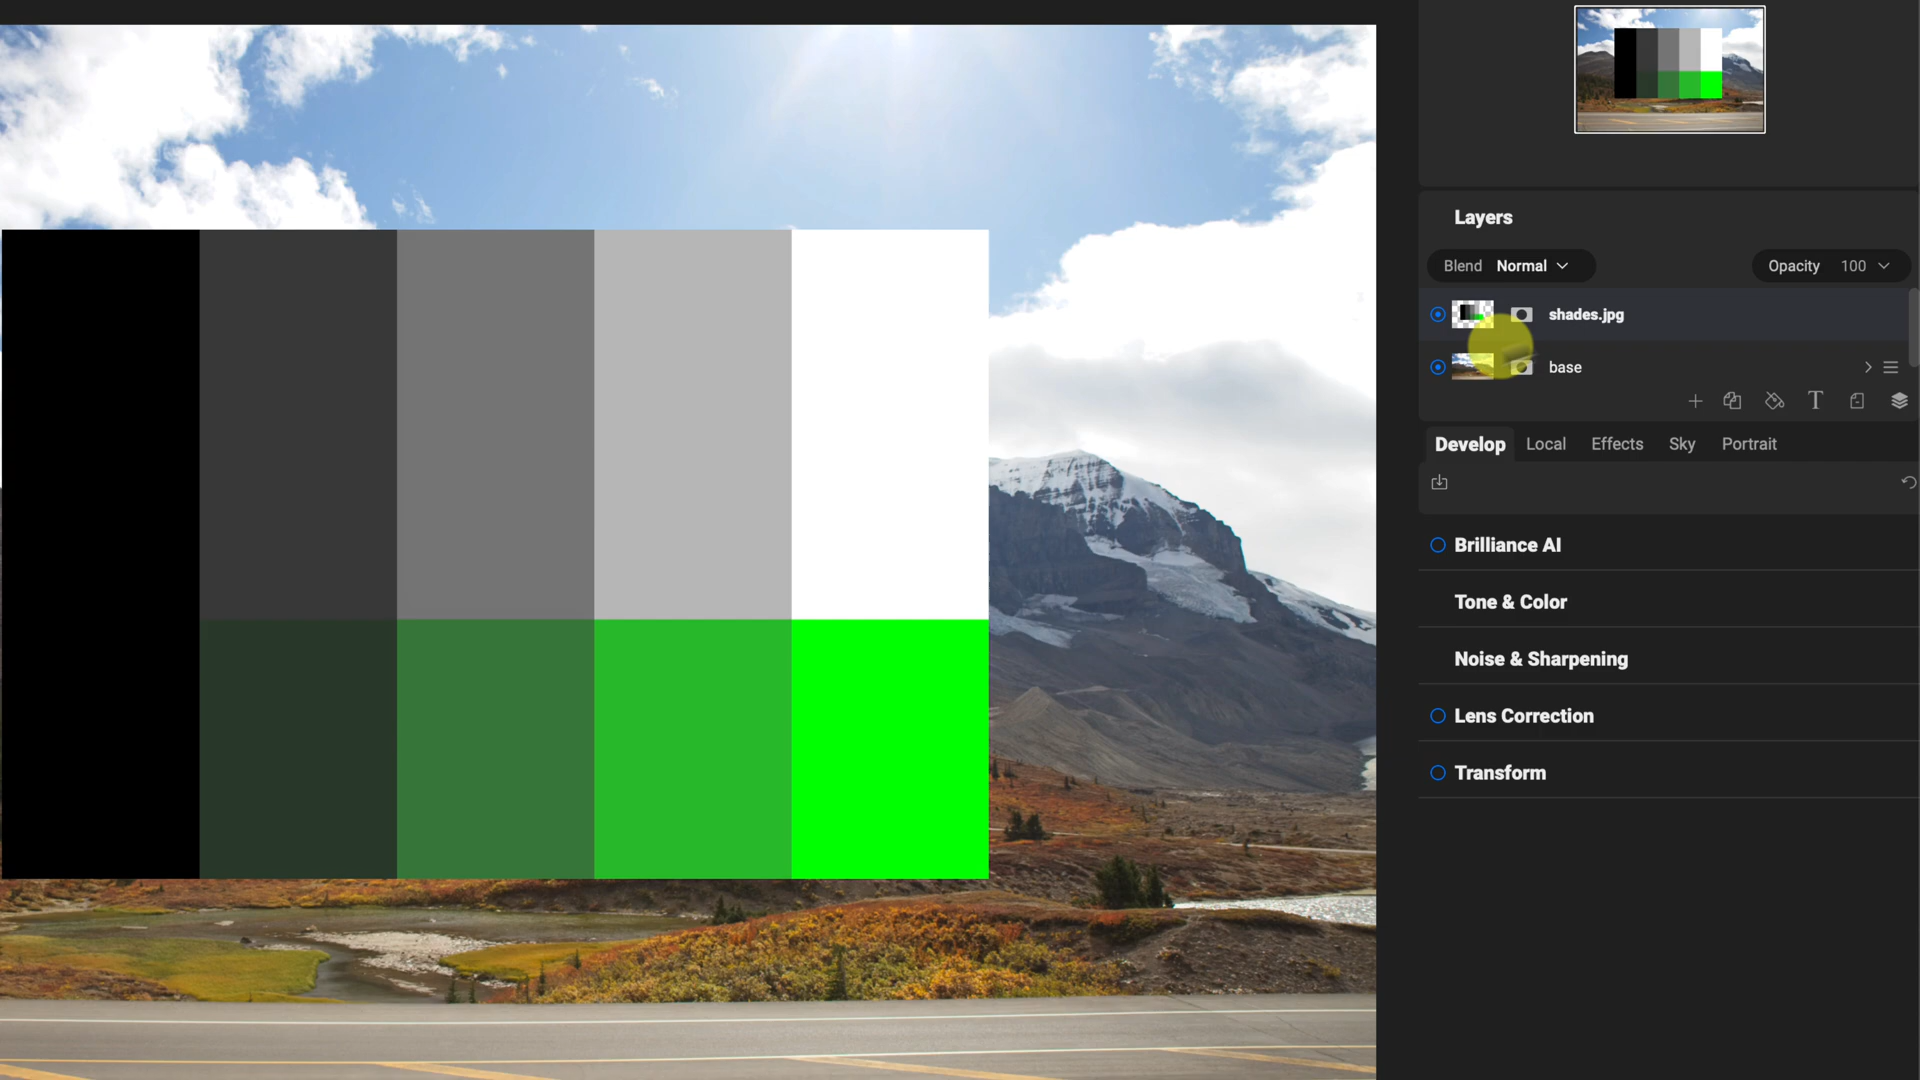 Layers
Blend Normal
Opacity 100
shades.jpg
base
T
Develop Local Effects Sky Portrait
Brilliance AI
Tone & Color
Noise & Sharpening
Lens Correction
Transform